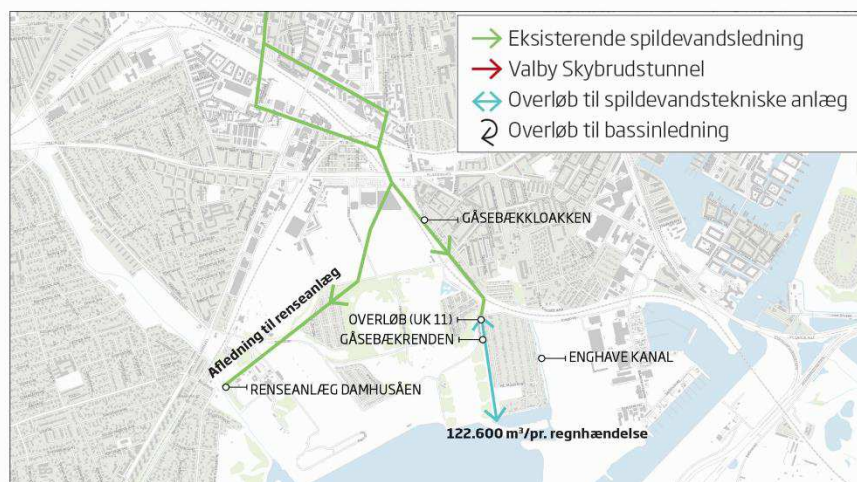 Eksisterende spildevandsledning
Valby Skybrudstunnel
Overløb til spildevandstekniske anlæg
Overløb til bassinledning
GÅSEBÆKKLOAKKEN
Afledning til renseanlæg
OVERLØB (UK 11)
GÅSEBÆKRENDEN
ENGHAVE KANAL
RENSEANLÆG DAMHUSÅEN
122.600 m³/pr. regnhændelse